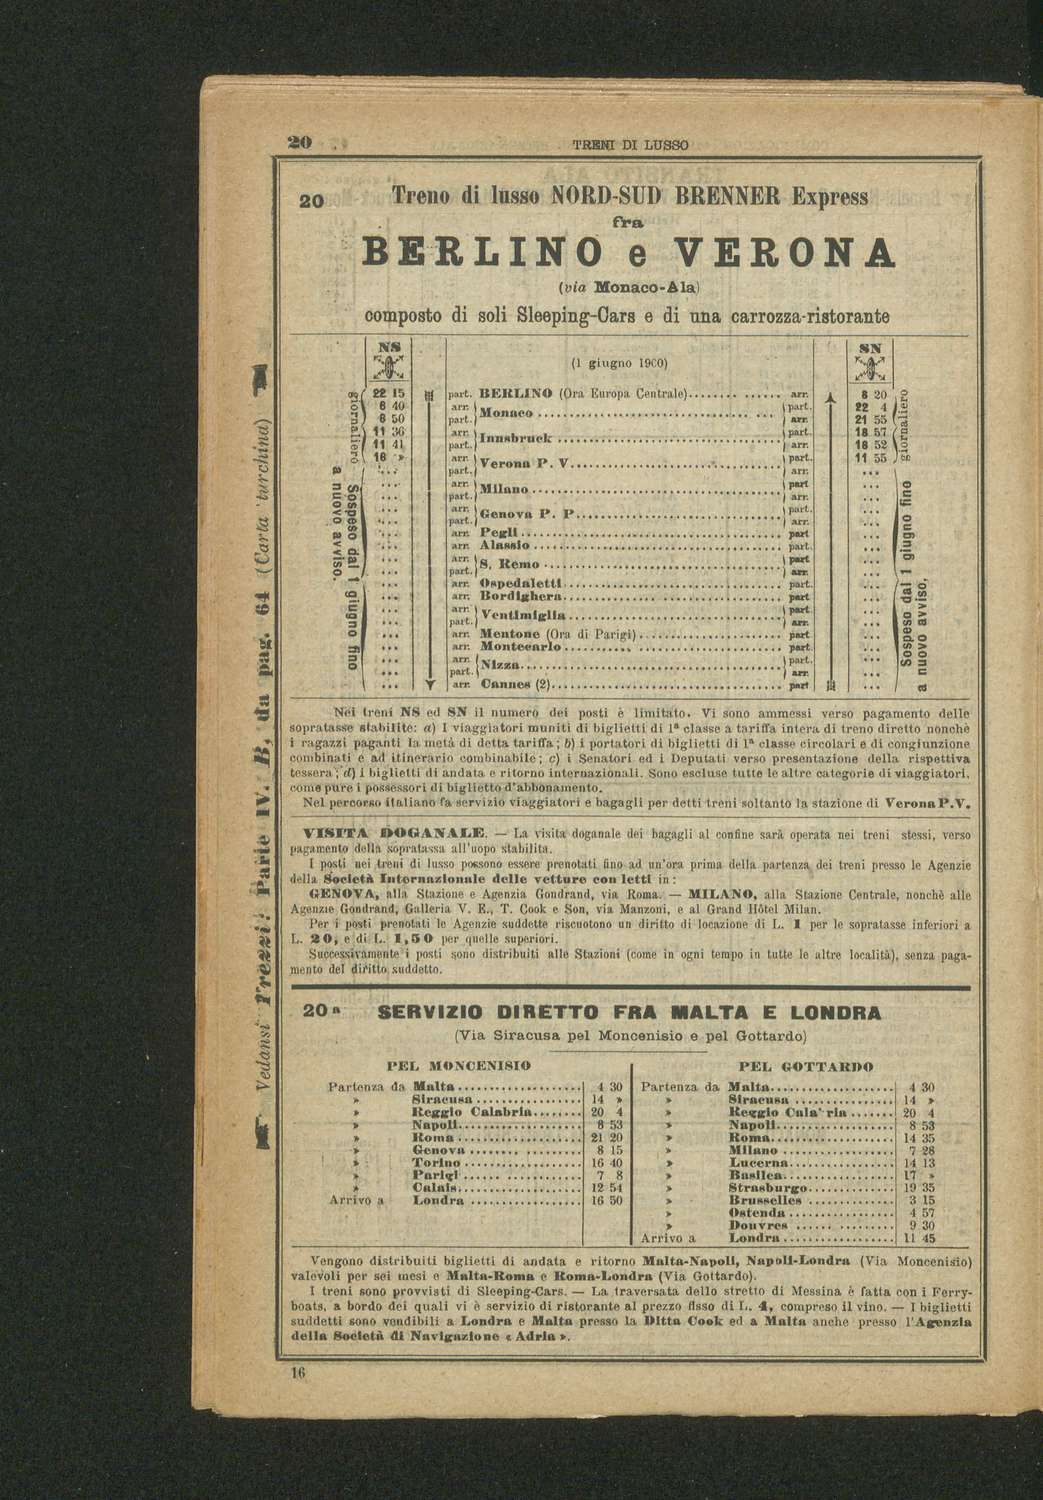 20 TRENI DI LUSSO
20 Treno di lusso NORD-SUD BRENNER Express
fra
BERLINO e VERONA
(via Monaco-Ala)
composto di soli Sleeping-Cars e di una carrozza-ristorante
NS (1 giugno 1900) SN
22 15 part. BERLINO (Ora Europa Centrale) arr. 8 20
6 40 arr. Monaco part. 22 4
6 50 part. arr. 21 55
11 36 arr. Innsbruck part. 18 57
11 41 part. arr. 18 52
16 » arr. Verona P. V. part. 11 55
... part. arr. ...
... arr. Milano part ...
... part. arr. ...
... arr. Genova P. P. part. ...
... part. arr. ...
... arr. Pegli part ...
... arr. Alassio part. ...
... arr. S. Remo part ...
... part. arr. ...
... arr. Ospedaletti part. ...
... arr. Bordighera part ...
... arr. Ventimiglia part. ...
... part. arr. ...
... arr. Mentone (Ora di Parigi) part ...
... arr. Montecarlo part. ...
... arr. Nizza part. ...
... part. arr. ...
... arr. Cannes (2) part ...
giornaliero
Sospeso dal 1 giugno fino
a nuovo avviso.
giornaliero
Sospeso dal 1 giugno fino
a nuovo avviso,
Nei treni NS ed SN il numero dei posti è limitato. Vi sono ammessi verso pagamento delle
sopratasse stabilite: a) I viaggiatori muniti di biglietti di 1ª classe a tariffa intera di treno diretto nonchè
i ragazzi paganti la metà di detta tariffa; b) i portatori di biglietti di 1ª classe circolari e di congiunzione
combinati e ad itinerario combinabile; c) i Senatori ed i Deputati verso presentazione della rispettiva
tessera; d) i biglietti di andata e ritorno internazionali. Sono escluse tutte le altre categorie di viaggiatori,
come pure i possessori di biglietto d'abbonamento.
Nel percorso italiano fa servizio viaggiatori e bagagli per detti treni soltanto la stazione di Verona P.V.
VISITA DOGANALE. — La visita doganale dei bagagli al confine sarà operata nei treni stessi, verso
pagamento della sopratassa all'uopo stabilita.
I posti nei treni di lusso possono essere prenotati fino ad un'ora prima della partenza dei treni presso le Agenzie
della Società Internazionale delle vetture con letti in:
GENOVA, alla Stazione e Agenzia Gondrand, via Roma. — MILANO, alla Stazione Centrale, nonchè alle
Agenzie Gondrand, Galleria V. E., T. Cook e Son, via Manzoni, e al Grand Hôtel Milan.
Per i posti prenotati le Agenzie suddette riscuotono un diritto di locazione di L. 1 per le sopratasse inferiori a
L. 20, e di L. 1,50 per quelle superiori.
Successivamente i posti sono distribuiti alle Stazioni (come in ogni tempo in tutte le altre località), senza paga-
mento del diritto suddetto.
20ª SERVIZIO DIRETTO FRA MALTA E LONDRA
(Via Siracusa pel Moncenisio e pel Gottardo)
PEL MONCENISIO
Partenza da Malta 4 30
» Siracusa 14 »
» Reggio Calabria 20 4
» Napoli 8 53
» Roma 21 20
» Genova 8 15
» Torino 16 40
» Parigi 7 8
» Calais 12 54
Arrivo a Londra 16 50
PEL GOTTARDO
Partenza da Malta 4 30
» Siracusa 14 »
» Reggio Cala ria 20 4
» Napoli 8 53
» Roma 14 35
» Milano 7 28
» Lucerna 14 13
» Basilea 17 »
» Strasburgo 19 35
» Brusselles 3 15
» Ostenda 4 57
» Douvres 9 30
Arrivo a Londra 11 45
Vengono distribuiti biglietti di andata e ritorno Malta-Napoli, Napoli-Londra (Via Moncenisio)
valevoli per sei mesi e Malta-Roma e Roma-Londra (Via Gottardo).
I treni sono provvisti di Sleeping-Cars. — La traversata dello stretto di Messina è fatta con i Ferry-
boats, a bordo dei quali vi è servizio di ristorante al prezzo fisso di L. 4, compreso il vino. — I biglietti
suddetti sono vendibili a Londra e Malta presso la Ditta Cook ed a Malta anche presso l'Agenzia
della Società di Navigazione « Adria ».
16
Vedansi Prezzi: Parte IV. B, da pag. 61 (Carta turchina)